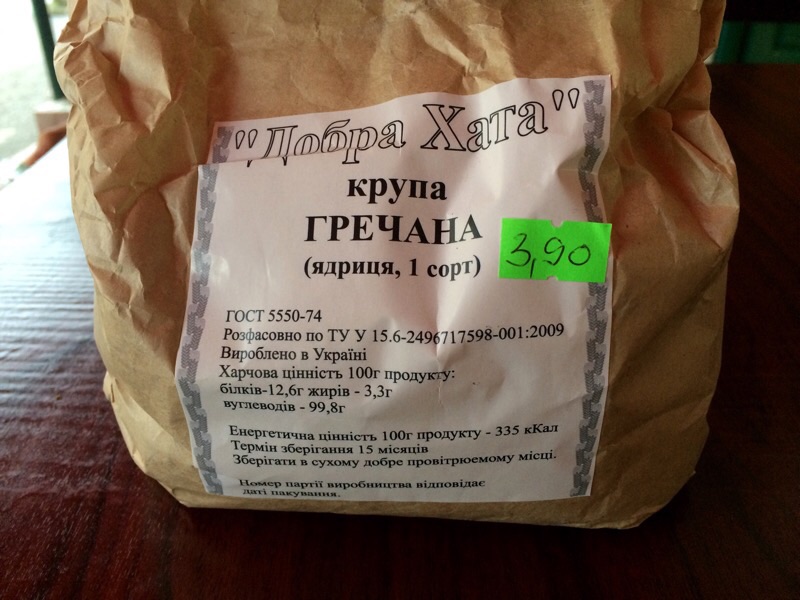 "Добра Хата"
крупа
ГРЕЧАНА
(ядриця, 1 сорт)
3,90
ГОСТ 5550-74
Розфасовно по ТУ У 15.6-2496717598-001:2009
Вироблено в Україні
Харчова цінність 100г продукту:
білків-12,6г жирів - 3,3г
вуглеводів - 99,8г
Енергетична цінність 100г продукту - 335 кКал
Термін зберігання 15 місяців
Зберігати в сухому добре провітрюемому місці.
Номер партії виробництва відповідає
даті пакування.